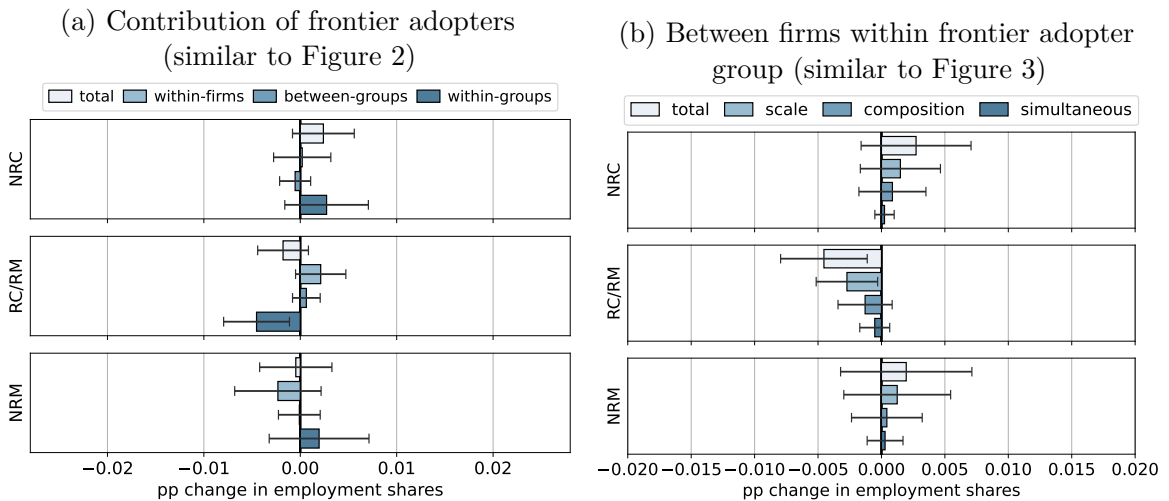 (a) Contribution of frontier adopters
(similar to Figure 2)
total within-firms between-groups within-groups
NRC
RC/RM
NRM
−0.02 −0.01 0.00 0.01 0.02
pp change in employment shares
(b) Between firms within frontier adopter
group (similar to Figure 3)
total scale composition simultaneous
NRC
RC/RM
NRM
−0.020 −0.015 −0.010 −0.005 0.000 0.005 0.010 0.015 0.020
pp change in employment shares